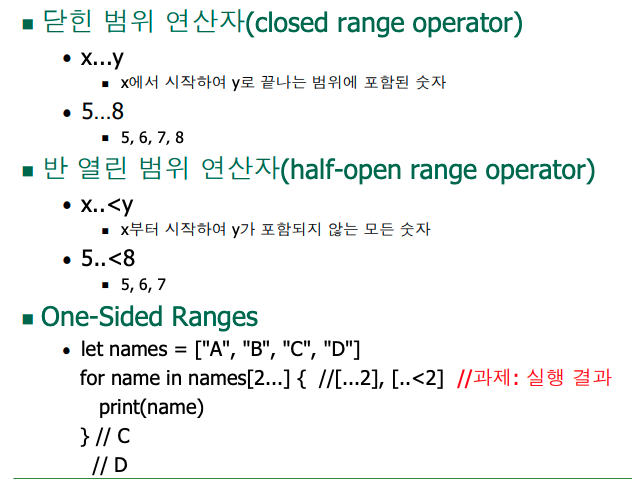 ▪ 닫힌 범위 연산자(closed range operator)
• x...y
▪ x에서 시작하여 y로 끝나는 범위에 포함된 숫자
• 5...8
▪ 5, 6, 7, 8
▪ 반 열린 범위 연산자(half-open range operator)
• x..<y
▪ x부터 시작하여 y가 포함되지 않는 모든 숫자
• 5..<8
▪ 5, 6, 7
▪ One-Sided Ranges
• let names = ["A", "B", "C", "D"]
for name in names[2...] { //[...2], [..<2] //과제: 실행 결과
print(name)
} // C
// D